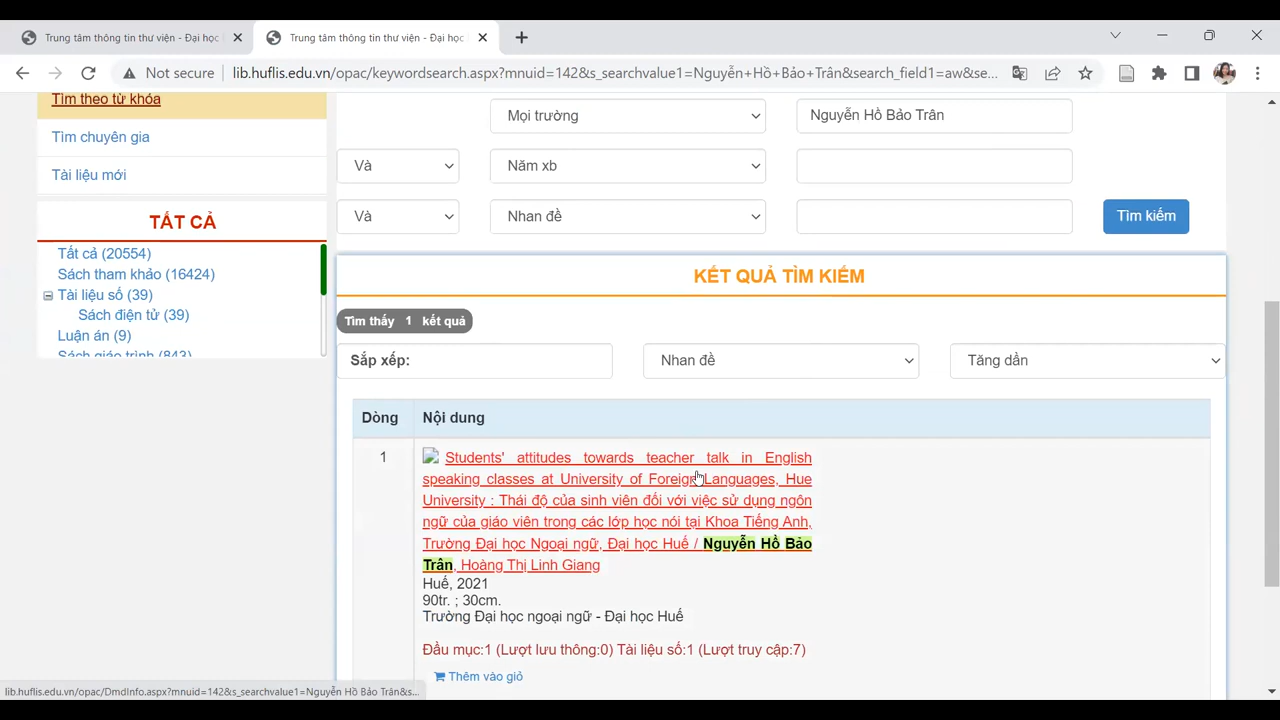 Trung tâm thông tin thư viện - Đại học
Trung tâm thông tin thư viện - Đại học
Not secure
lib.huflis.edu.vn/opac/keywordsearch.aspx?mnuid=142&s_searchvalue1=Nguyễn+Hồ+Bảo+Trân&search_field1=aw&se...
Tìm theo từ khóa
Tìm chuyên gia
Tài liệu mới
TẤT CẢ
Tất cả (20554)
Sách tham khảo (16424)
Tài liệu số (39)
Sách điện tử (39)
Luận án (9)
Sách giáo trình (843)
Mọi trường
Nguyễn Hồ Bảo Trân
Và
Năm xb
Và
Nhan đề
Tìm kiếm
KẾT QUẢ TÌM KIẾM
Tìm thấy 1 kết quả
Sắp xếp:
Nhan đề
Tăng dần
Dòng
Nội dung
1
Students' attitudes towards teacher talk in English
speaking classes at University of Foreign Languages, Hue
University : Thái độ của sinh viên đối với việc sử dụng ngôn
ngữ của giáo viên trong các lớp học nói tại Khoa Tiếng Anh,
Trường Đại học Ngoại ngữ, Đại học Huế / Nguyễn Hồ Bảo
Trân, Hoàng Thị Linh Giang
Huế, 2021
90tr. ; 30cm.
Trường Đại học ngoại ngữ - Đại học Huế
Đầu mục:1 (Lượt lưu thông:0) Tài liệu số:1 (Lượt truy cập:7)
Thêm vào giỏ
lib.huflis.edu.vn/opac/DmdInfo.aspx?mnuid=142&s_searchvalue1=Nguyễn Hồ Bảo Trân&s...